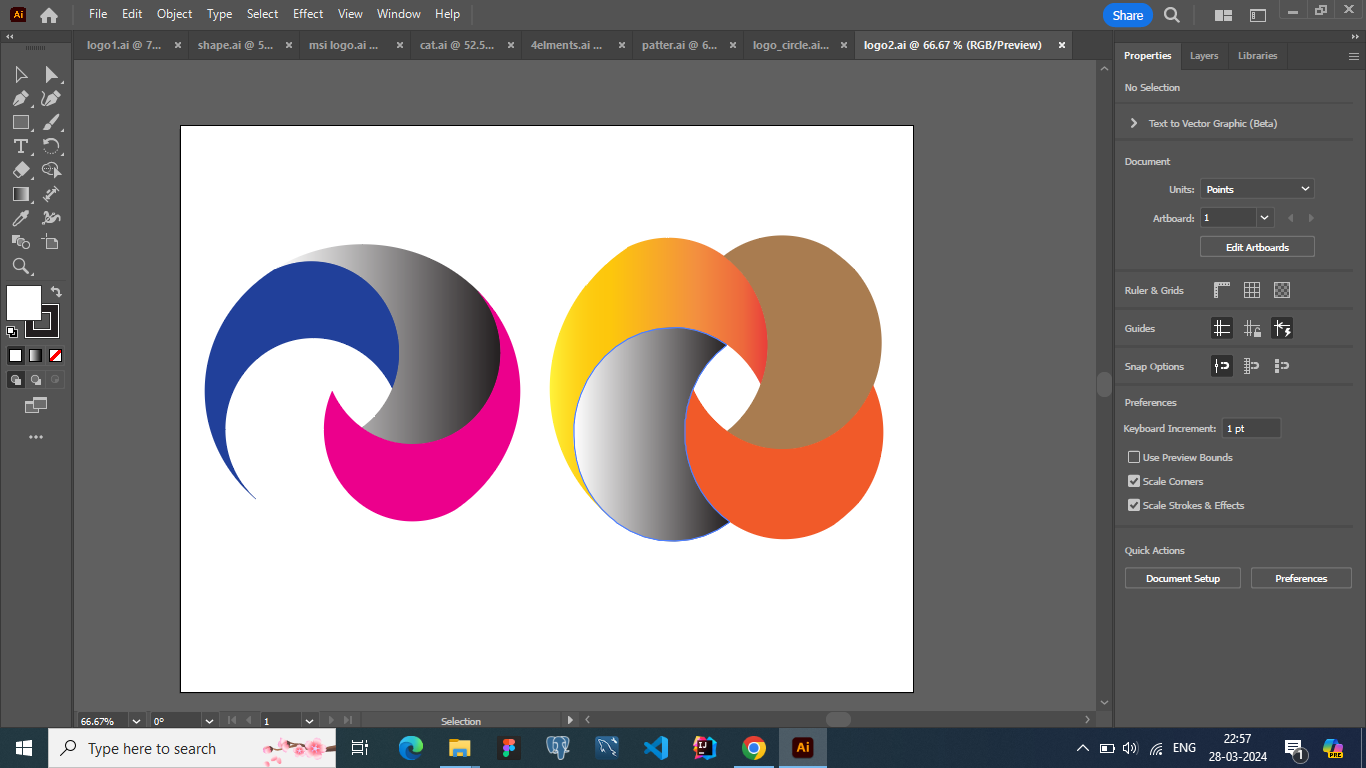 Ai File Edit Object Type Select Effect View Window Help Share
logo1.ai @ 7... × shape.ai @ 5... × msi logo.ai ... × cat.ai @ 52.5... × 4elments.ai ... × patter.ai @ 6... × logo_circle.ai... × logo2.ai @ 66.67 % (RGB/Preview) ×
Properties Layers Libraries
No Selection
Text to Vector Graphic (Beta)
Document
Units: Points
Artboard: 1
Edit Artboards
Ruler & Grids
Guides
Snap Options
Preferences
Keyboard Increment: 1 pt
Use Preview Bounds
Scale Corners
Scale Strokes & Effects
Quick Actions
Document Setup Preferences
66.67% 0° 1 Selection
Type here to search
ENG
22:57
28-03-2024
1
PRE
IJ
Ai